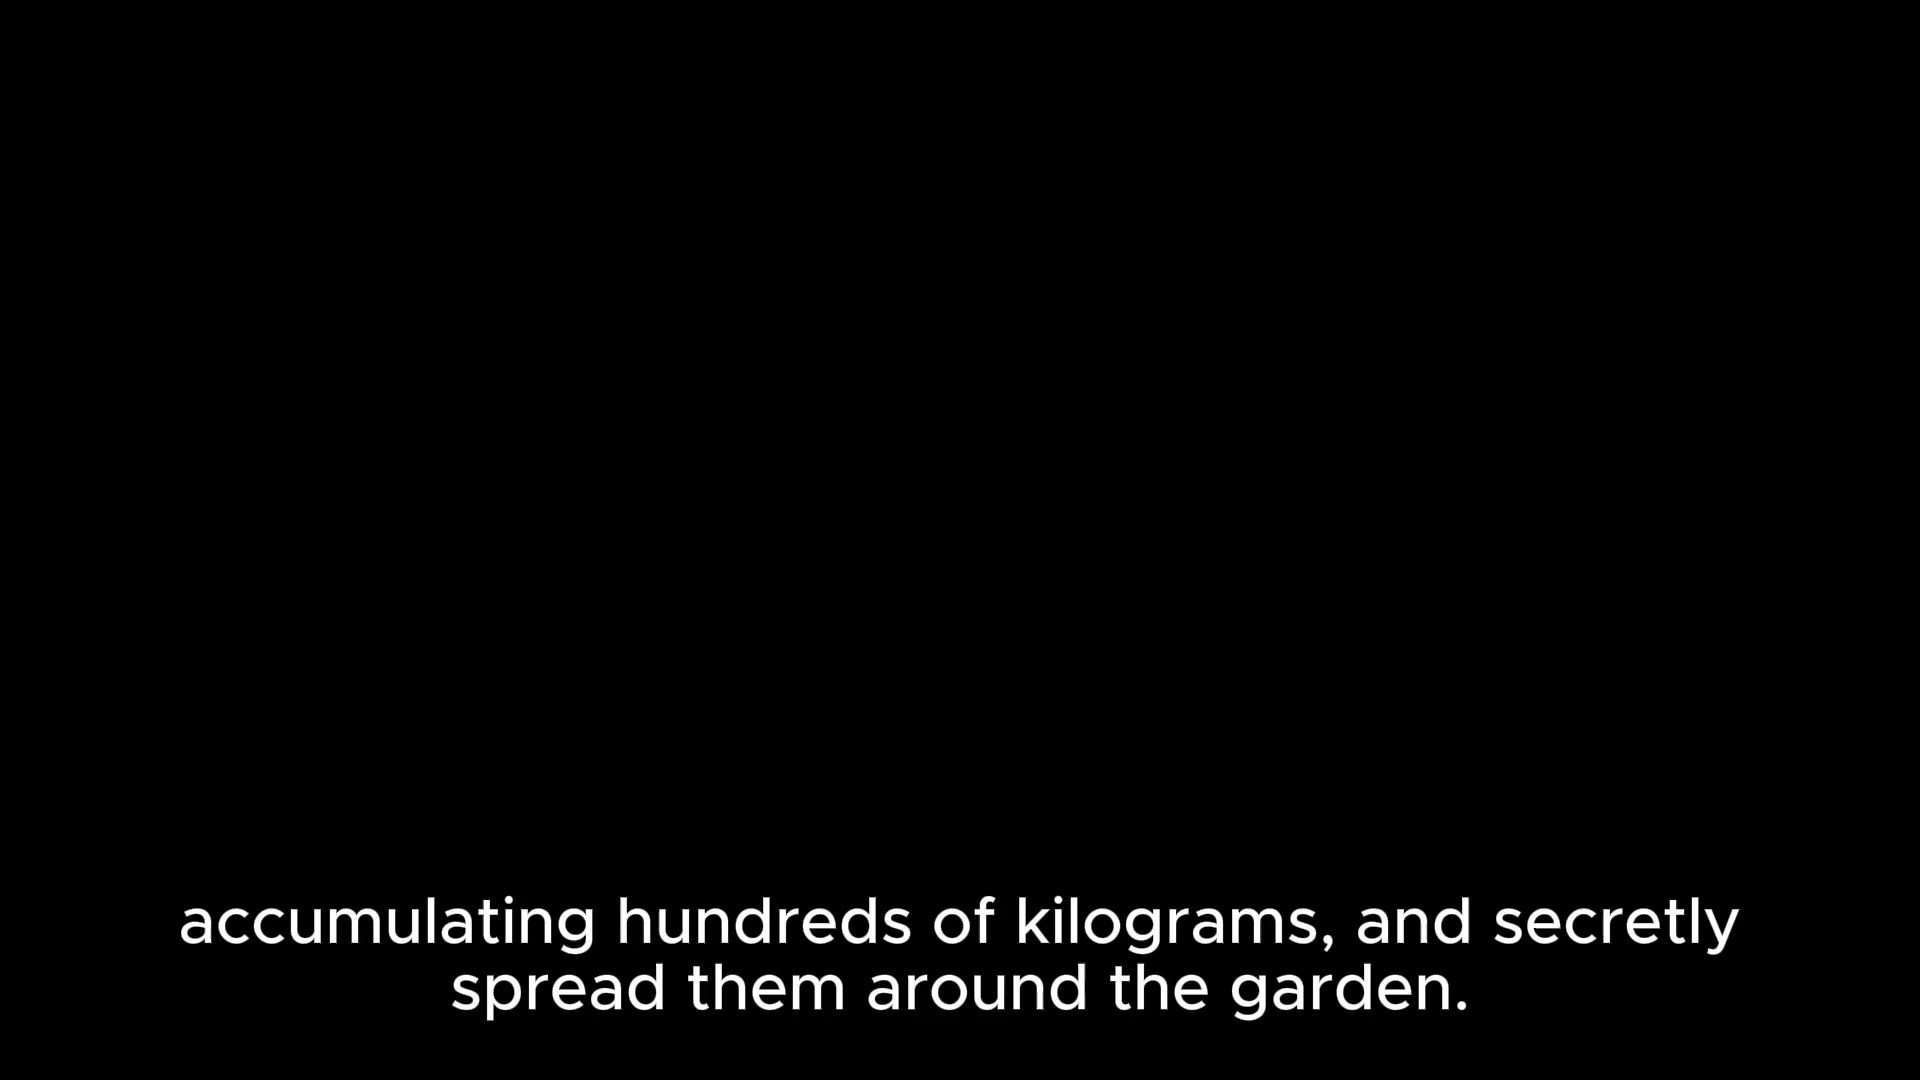 accumulating hundreds of kilograms, and secretly
spread them around the garden.